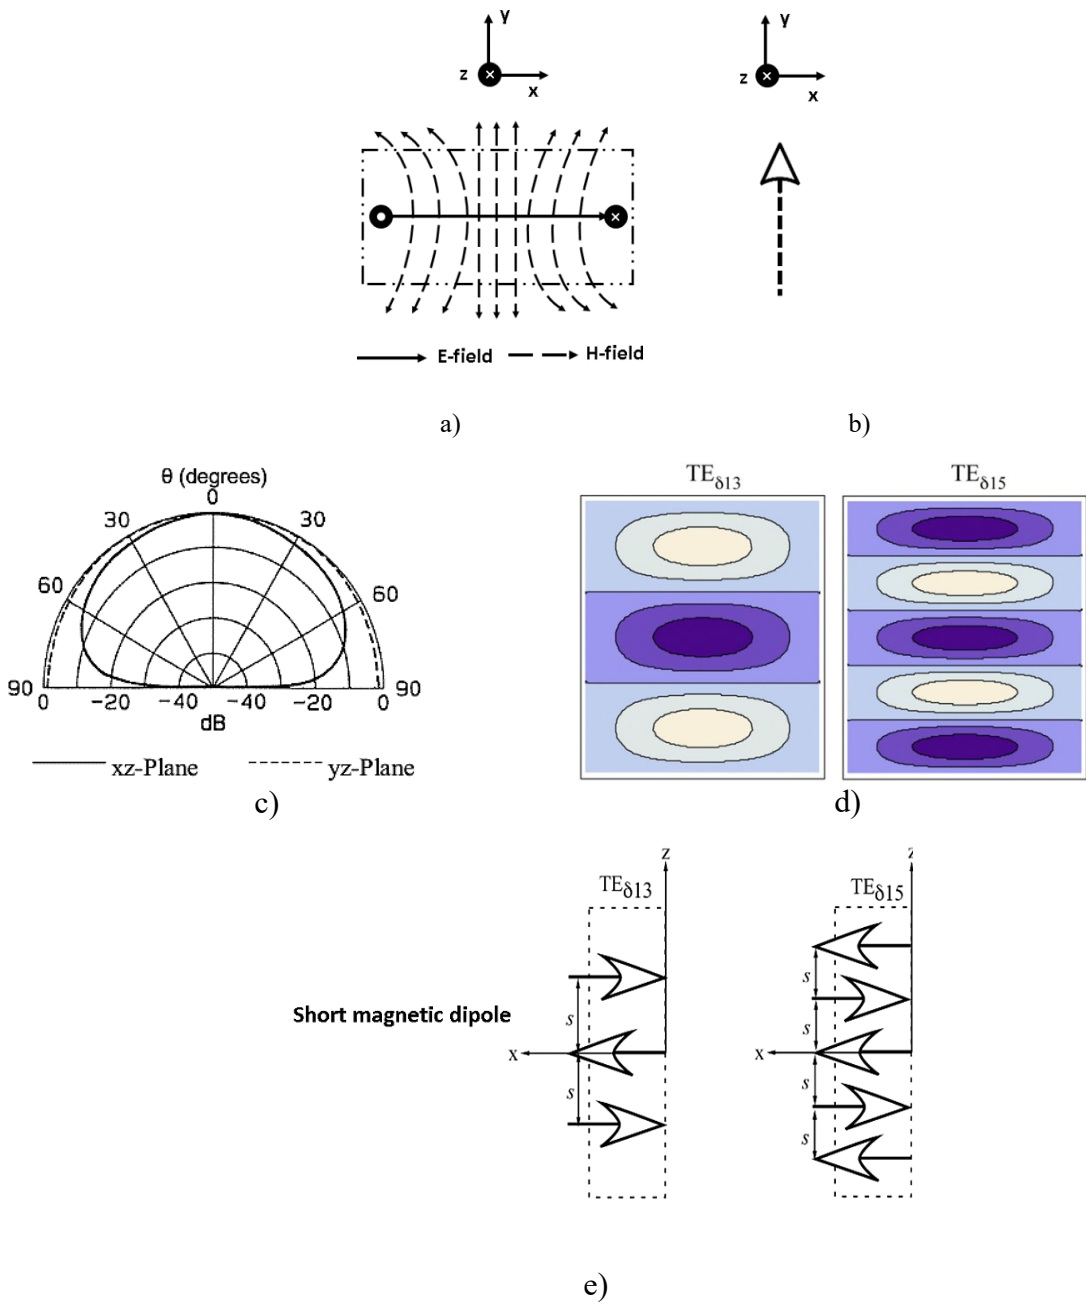 y
z
x
y
z
x
E-field
H-field
a)
b)
θ (degrees)
0
30
30
60
60
90
90
0
−20
−40
−40
−20
0
dB
xz-Plane
yz-Plane
c)
TEδ13
TEδ15
d)
z
z
TEδ13
TEδ15
s
s
Short magnetic dipole
s
x
x
s
s
s
e)